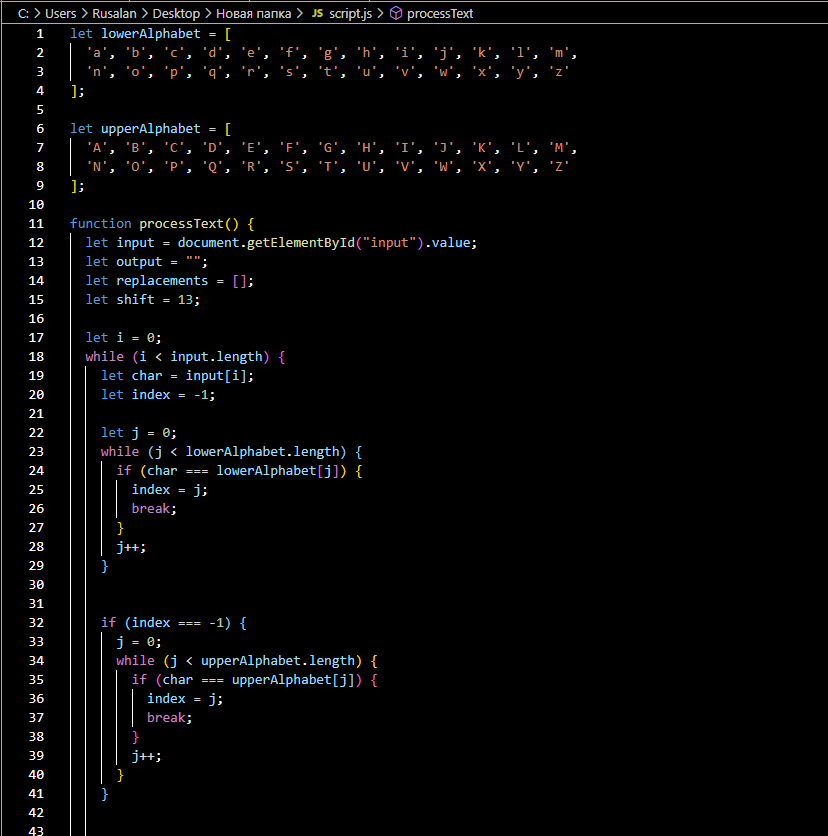 C: > Users > Rusalan > Desktop > Новая папка > JS script.js > processText
1 let lowerAlphabet = [
2 'a', 'b', 'c', 'd', 'e', 'f', 'g', 'h', 'i', 'j', 'k', 'l', 'm',
3 'n', 'o', 'p', 'q', 'r', 's', 't', 'u', 'v', 'w', 'x', 'y', 'z'
4 ];
5
6 let upperAlphabet = [
7 'A', 'B', 'C', 'D', 'E', 'F', 'G', 'H', 'I', 'J', 'K', 'L', 'M',
8 'N', 'O', 'P', 'Q', 'R', 'S', 'T', 'U', 'V', 'W', 'X', 'Y', 'Z'
9 ];
10
11 function processText() {
12 let input = document.getElementById("input").value;
13 let output = "";
14 let replacements = [];
15 let shift = 13;
16
17 let i = 0;
18 while (i < input.length) {
19 let char = input[i];
20 let index = -1;
21
22 let j = 0;
23 while (j < lowerAlphabet.length) {
24 if (char === lowerAlphabet[j]) {
25 index = j;
26 break;
27 }
28 j++;
29 }
30
31
32 if (index === -1) {
33 j = 0;
34 while (j < upperAlphabet.length) {
35 if (char === upperAlphabet[j]) {
36 index = j;
37 break;
38 }
39 j++;
40 }
41 }
42
43